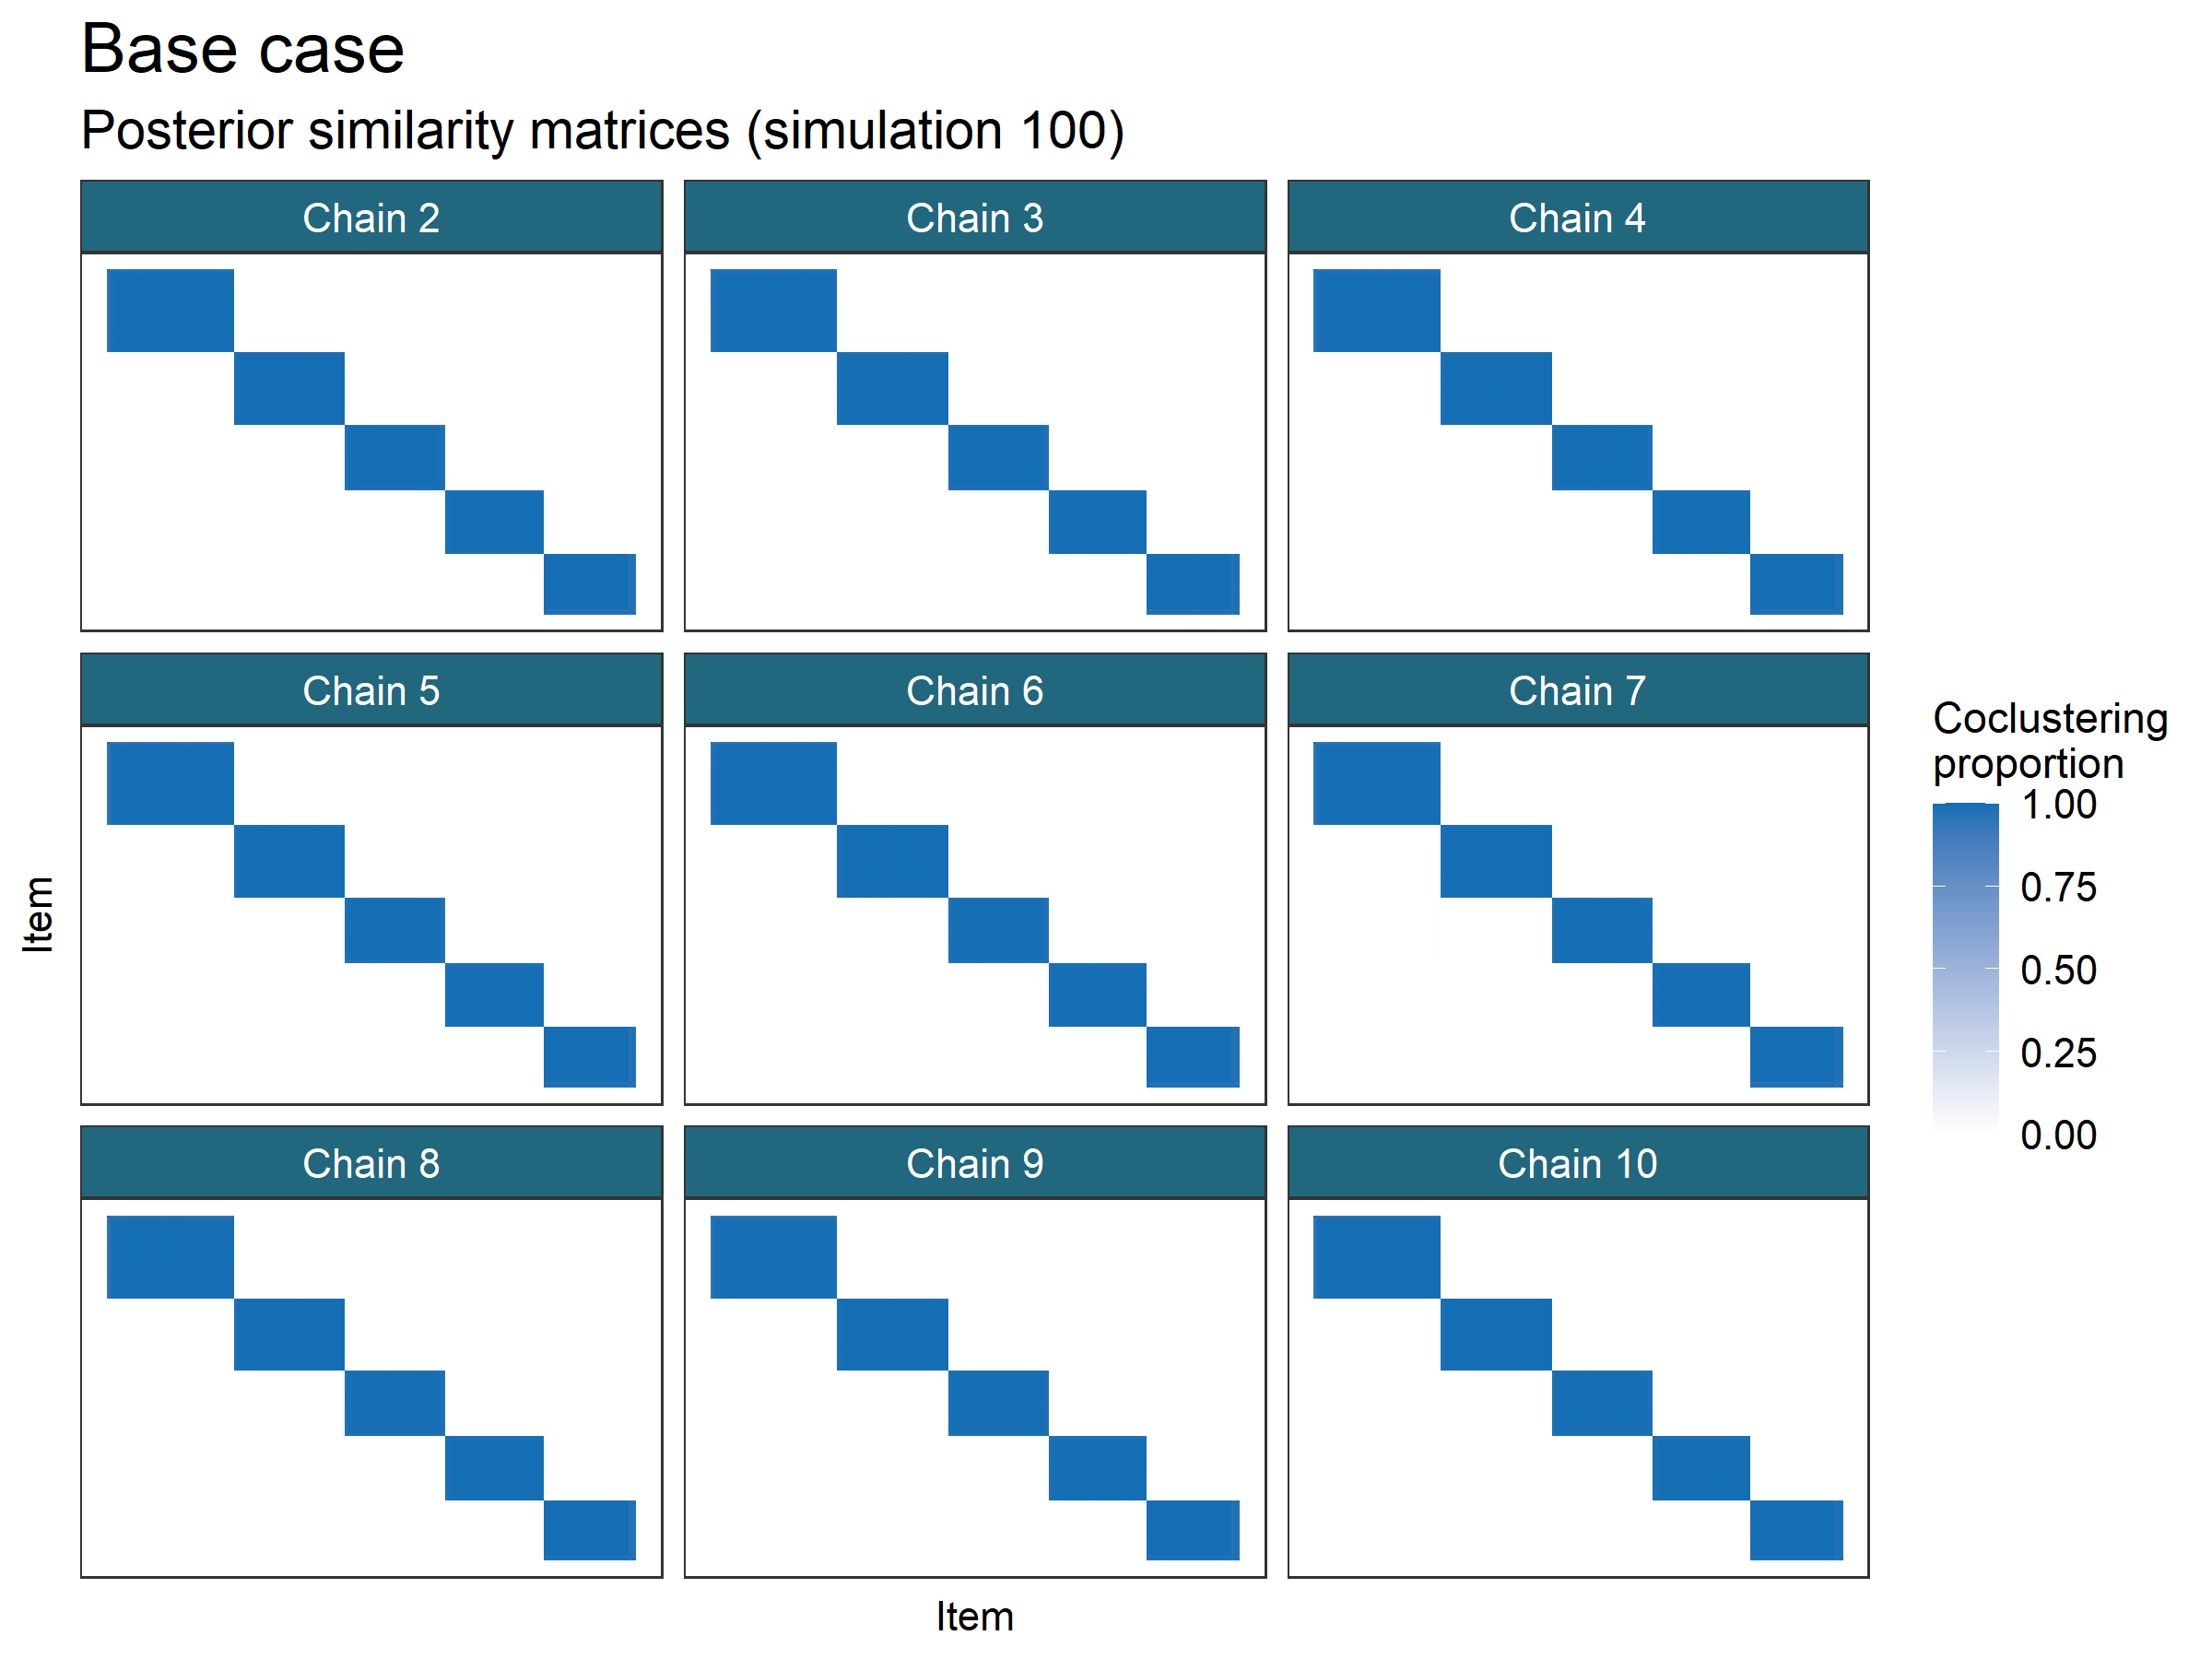 Base case
Posterior similarity matrices (simulation 100)
Chain 2
Chain 3
Chain 4
Chain 5
Chain 6
Chain 7
Chain 8
Chain 9
Chain 10
Item
Item
Coclustering
proportion
1.00
0.75
0.50
0.25
0.00